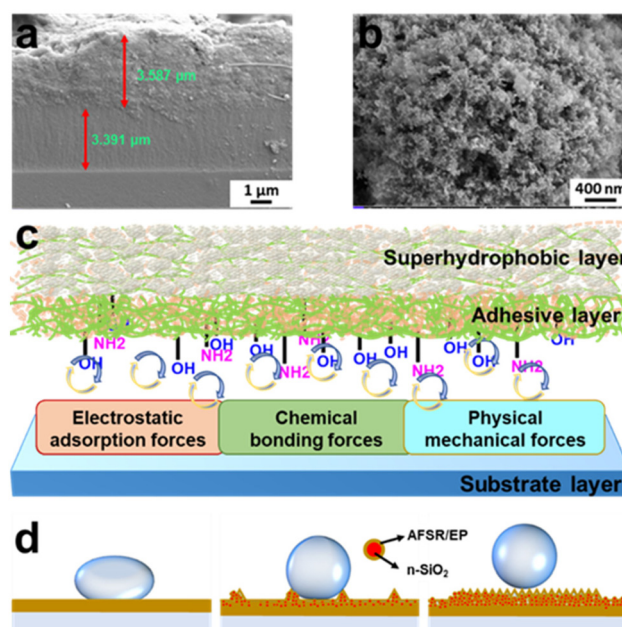 a
3.587 μm
3.391 μm
1 μm
b
400 nm
c
Superhydrophobic layer
Adhesive layer
OH
NH2
OH
NH2
OH
NH2
OH
OH
OH
NH2
OH
OH
NH2
OH
Electrostatic
adsorption forces
Chemical
bonding forces
Physical
mechanical forces
Substrate layer
d
AFSR/EP
n-SiO₂